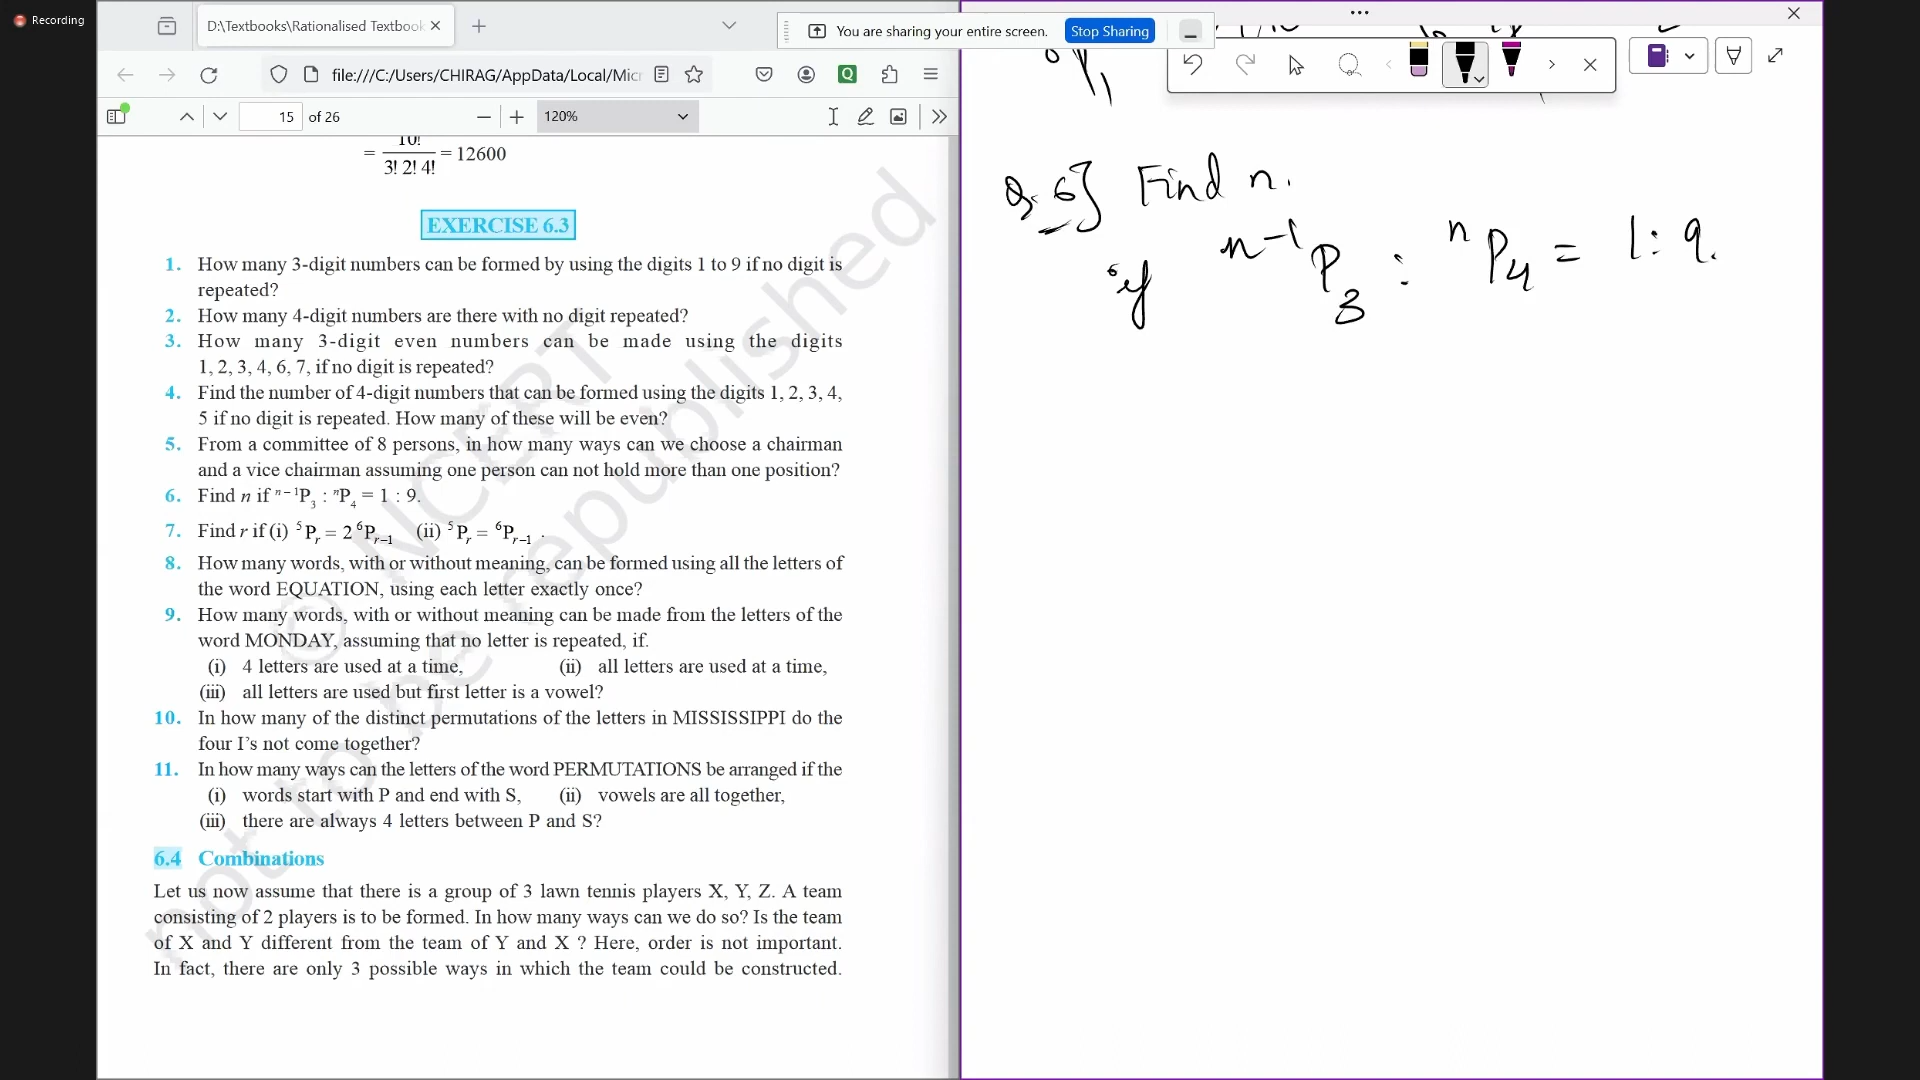 Recording
D:\Textbooks\Rationalised Textbook
You are sharing your entire screen.
Stop Sharing
file:///C:/Users/CHIRAG/AppData/Local/Micr
15 of 26
120%
= 10! / 3! 2! 4! = 12600
EXERCISE 6.3
1. How many 3-digit numbers can be formed by using the digits 1 to 9 if no digit is
repeated?
2. How many 4-digit numbers are there with no digit repeated?
3. How many 3-digit even numbers can be made using the digits
1, 2, 3, 4, 6, 7, if no digit is repeated?
4. Find the number of 4-digit numbers that can be formed using the digits 1, 2, 3, 4,
5 if no digit is repeated. How many of these will be even?
5. From a committee of 8 persons, in how many ways can we choose a chairman
and a vice chairman assuming one person can not hold more than one position?
6. Find n if ⁿ⁻¹P₃ : ⁿP₄ = 1 : 9.
7. Find r if (i) ⁵Pᵣ = 2 ⁶Pᵣ₋₁ (ii) ⁵Pᵣ = ⁶Pᵣ₋₁ .
8. How many words, with or without meaning, can be formed using all the letters of
the word EQUATION, using each letter exactly once?
9. How many words, with or without meaning can be made from the letters of the
word MONDAY, assuming that no letter is repeated, if.
(i) 4 letters are used at a time, (ii) all letters are used at a time,
(iii) all letters are used but first letter is a vowel?
10. In how many of the distinct permutations of the letters in MISSISSIPPI do the
four I’s not come together?
11. In how many ways can the letters of the word PERMUTATIONS be arranged if the
(i) words start with P and end with S, (ii) vowels are all together,
(iii) there are always 4 letters between P and S?
6.4 Combinations
Let us now assume that there is a group of 3 lawn tennis players X, Y, Z. A team
consisting of 2 players is to be formed. In how many ways can we do so? Is the team
of X and Y different from the team of Y and X ? Here, order is not important.
In fact, there are only 3 possible ways in which the team could be constructed.
© NCERT
not to be republished
Q. 6] Find n.
if ⁿ⁻¹P₃ : ⁿP₄ = 1 : 9.